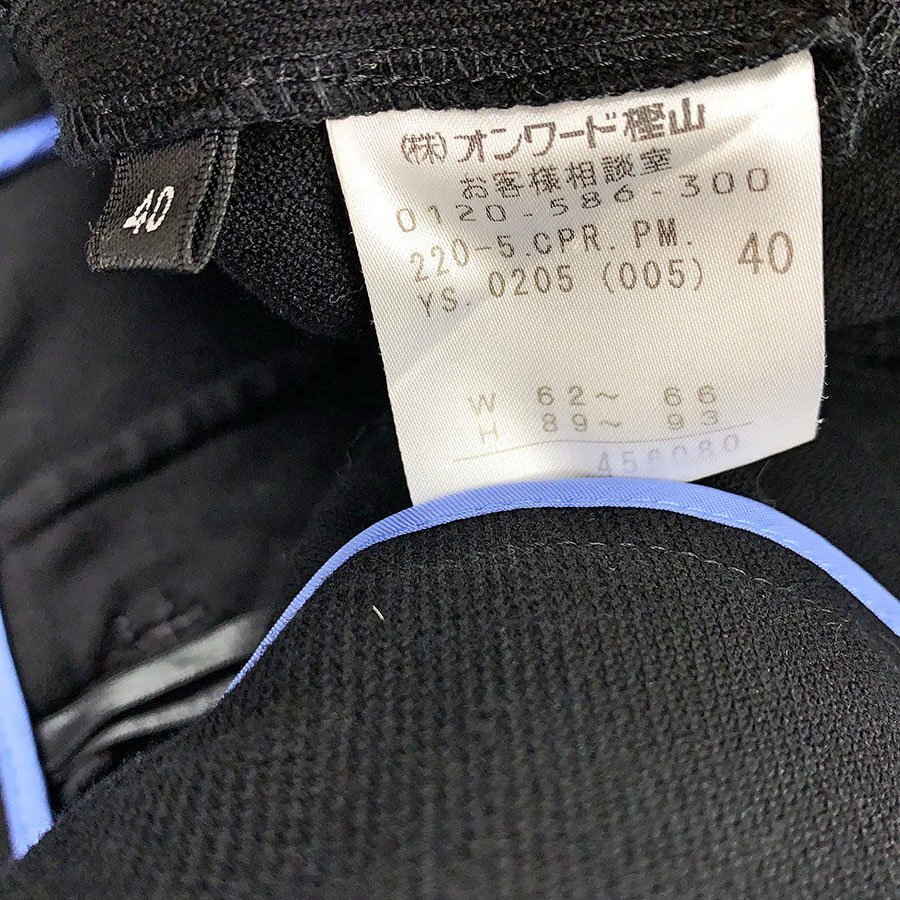 40
(株)オンワード樫山
お客様相談室
0120-586-300
220-5.CPR.PM.
YS.0205 (005) 40
W 62~ 66
H 89~ 93